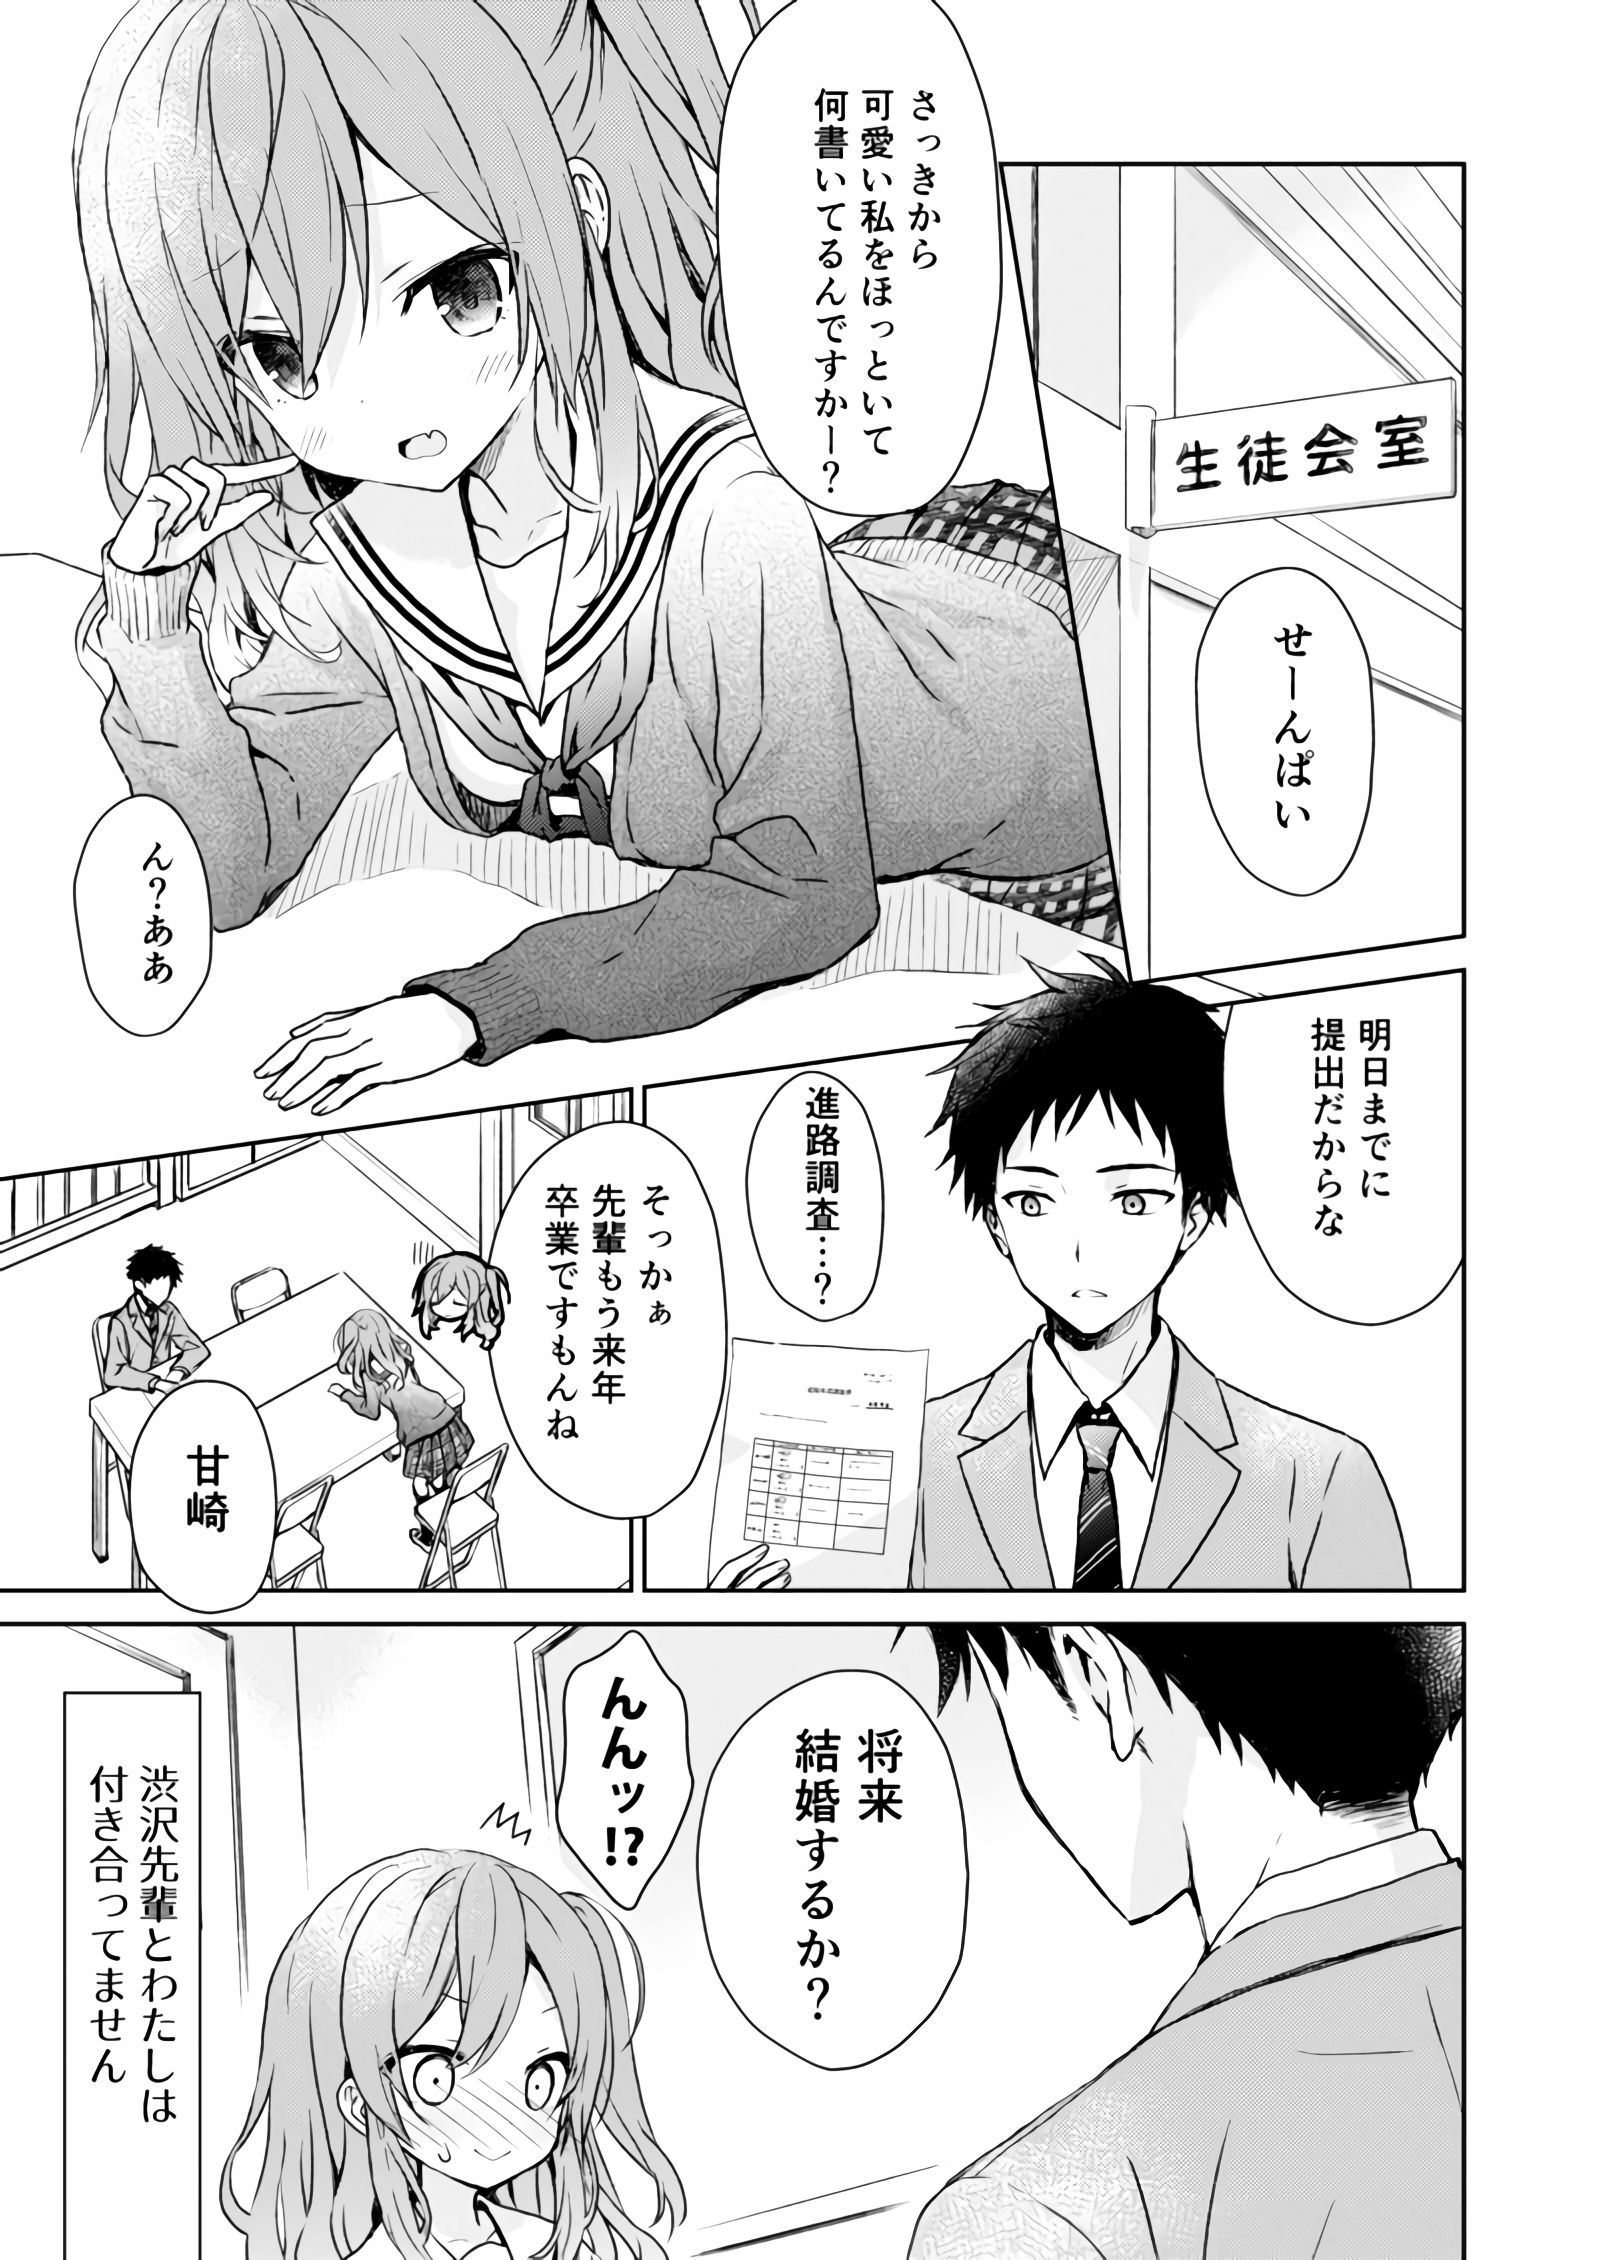 生徒会室
せーんぱい
さっきから
可愛い私をほっといて
何書いてるんですかー?
ん?ああ
明日までに
提出だからな
進路調査…?
そっかぁ
先輩もう来年
卒業ですもんね
甘崎
将来
結婚するか?
んんッ!?
渋沢先輩とわたしは
付き合ってません